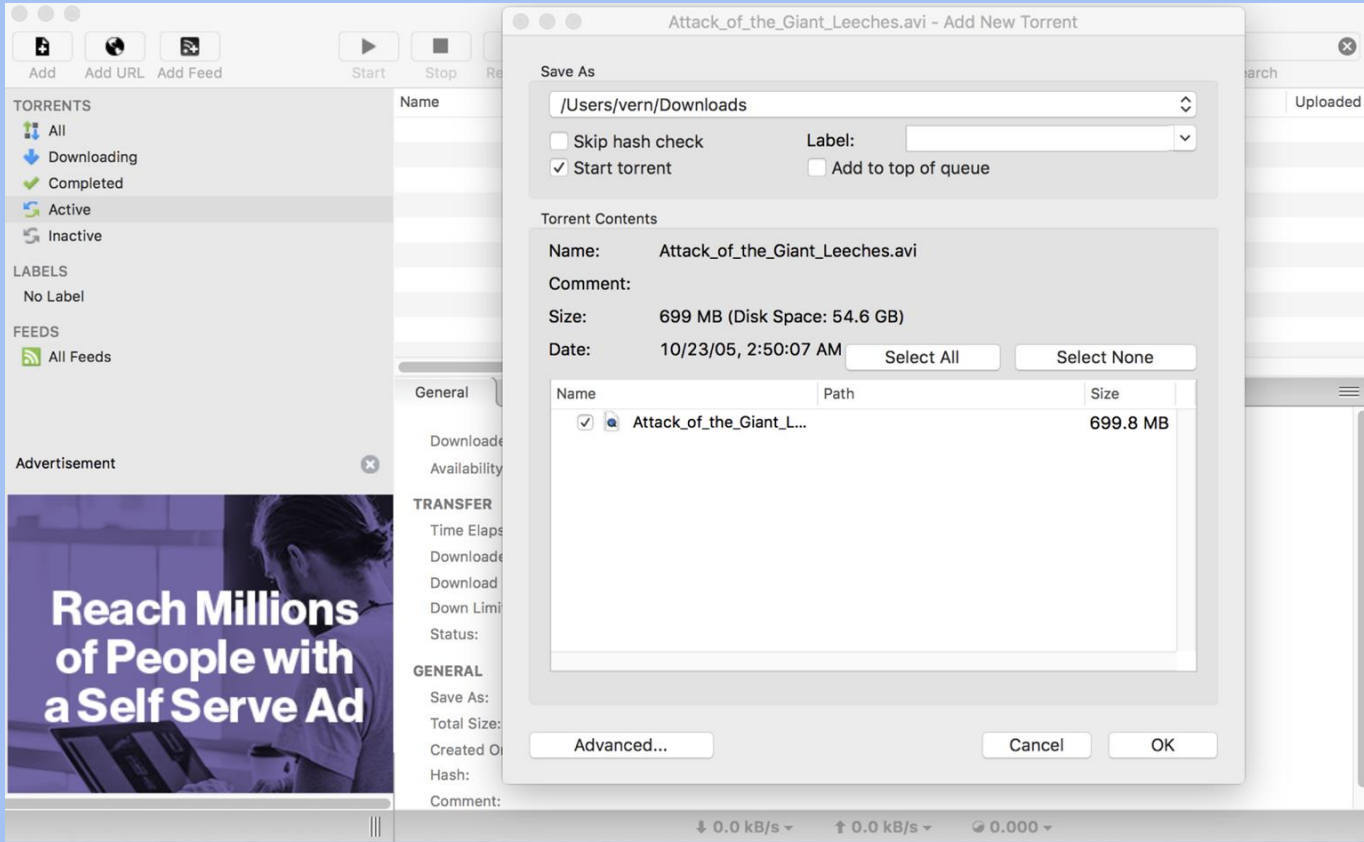 Attack_of_the_Giant_Leeches.avi - Add New Torrent
Add
Add URL
Add Feed
Start
Stop
Re
arch
TORRENTS
All
Downloading
Completed
Active
Inactive
LABELS
No Label
FEEDS
All Feeds
Advertisement
Reach Millions
of People with
a Self Serve Ad
Name
Uploaded
General
Downloade
Availability
TRANSFER
Time Elaps
Downloade
Download
Down Limi
Status:
GENERAL
Save As:
Total Size:
Created O
Hash:
Comment:
Save As
/Users/vern/Downloads
Skip hash check
Label:
Start torrent
Add to top of queue
Torrent Contents
Name: Attack_of_the_Giant_Leeches.avi
Comment:
Size: 699 MB (Disk Space: 54.6 GB)
Date: 10/23/05, 2:50:07 AM
Select All
Select None
Name Path Size
Attack_of_the_Giant_L... 699.8 MB
Advanced...
Cancel
OK
0.0 kB/s
0.0 kB/s
0.000